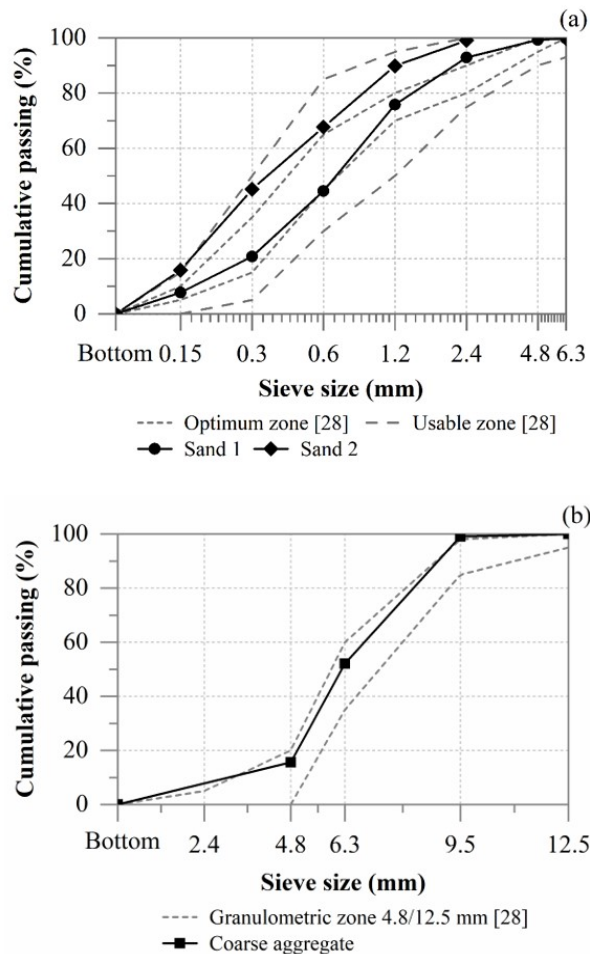 (a)
100
80
60
40
20
0
Cumulative passing (%)
Bottom 0.15 0.3 0.6 1.2 2.4 4.8 6.3
Sieve size (mm)
Optimum zone [28] Usable zone [28]
Sand 1 Sand 2
(b)
100
80
60
40
20
0
Cumulative passing (%)
Bottom 2.4 4.8 6.3 9.5 12.5
Sieve size (mm)
Granulometric zone 4.8/12.5 mm [28]
Coarse aggregate